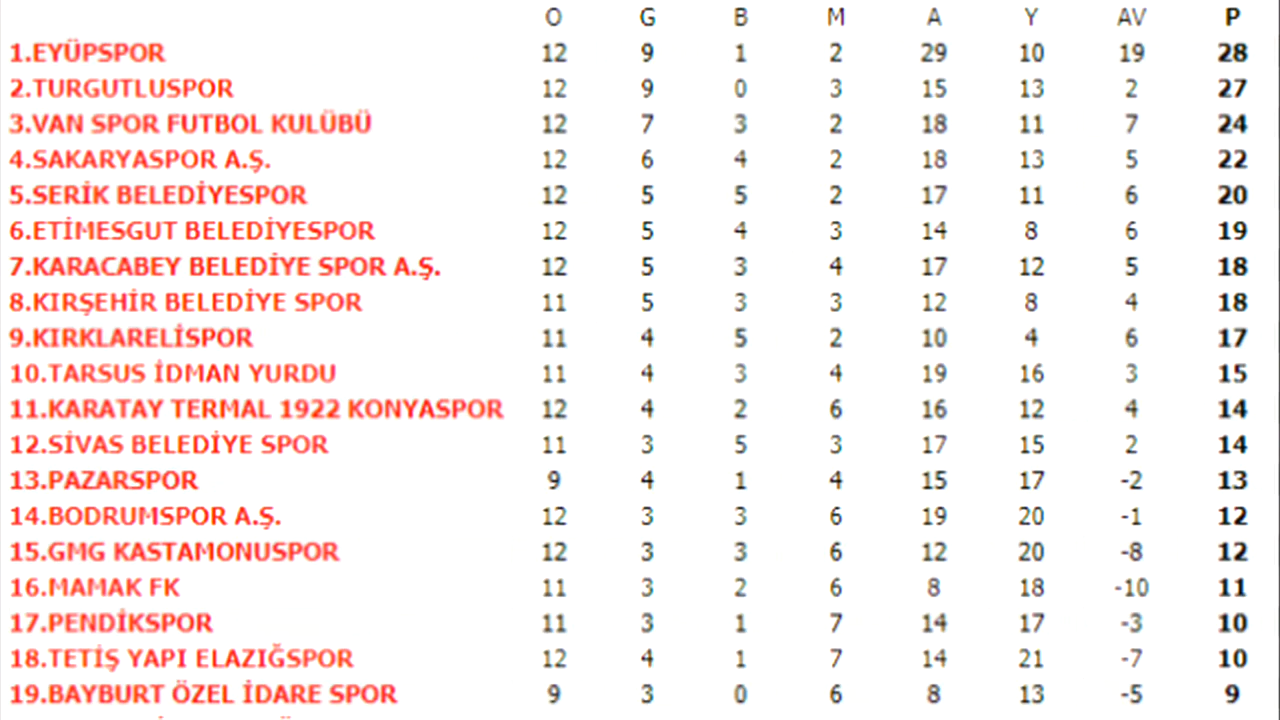 O G B M A Y AV P
1.EYÜPSPOR 12 9 1 2 29 10 19 28
2.TURGUTLUSPOR 12 9 0 3 15 13 2 27
3.VAN SPOR FUTBOL KULÜBÜ 12 7 3 2 18 11 7 24
4.SAKARYASPOR A.Ş. 12 6 4 2 18 13 5 22
5.SERİK BELEDİYESPOR 12 5 5 2 17 11 6 20
6.ETİMESGUT BELEDİYESPOR 12 5 4 3 14 8 6 19
7.KARACABEY BELEDİYE SPOR A.Ş. 12 5 3 4 17 12 5 18
8.KIRŞEHİR BELEDİYE SPOR 11 5 3 3 12 8 4 18
9.KIRKLARELİSPOR 11 4 5 2 10 4 6 17
10.TARSUS İDMAN YURDU 11 4 3 4 19 16 3 15
11.KARATAY TERMAL 1922 KONYASPOR 12 4 2 6 16 12 4 14
12.SİVAS BELEDİYE SPOR 11 3 5 3 17 15 2 14
13.PAZARSPOR 9 4 1 4 15 17 -2 13
14.BODRUMSPOR A.Ş. 12 3 3 6 19 20 -1 12
15.GMG KASTAMONUSPOR 12 3 3 6 12 20 -8 12
16.MAMAK FK 11 3 2 6 8 18 -10 11
17.PENDİKSPOR 11 3 1 7 14 17 -3 10
18.TETİŞ YAPI ELAZIĞSPOR 12 4 1 7 14 21 -7 10
19.BAYBURT ÖZEL İDARE SPOR 9 3 0 6 8 13 -5 9